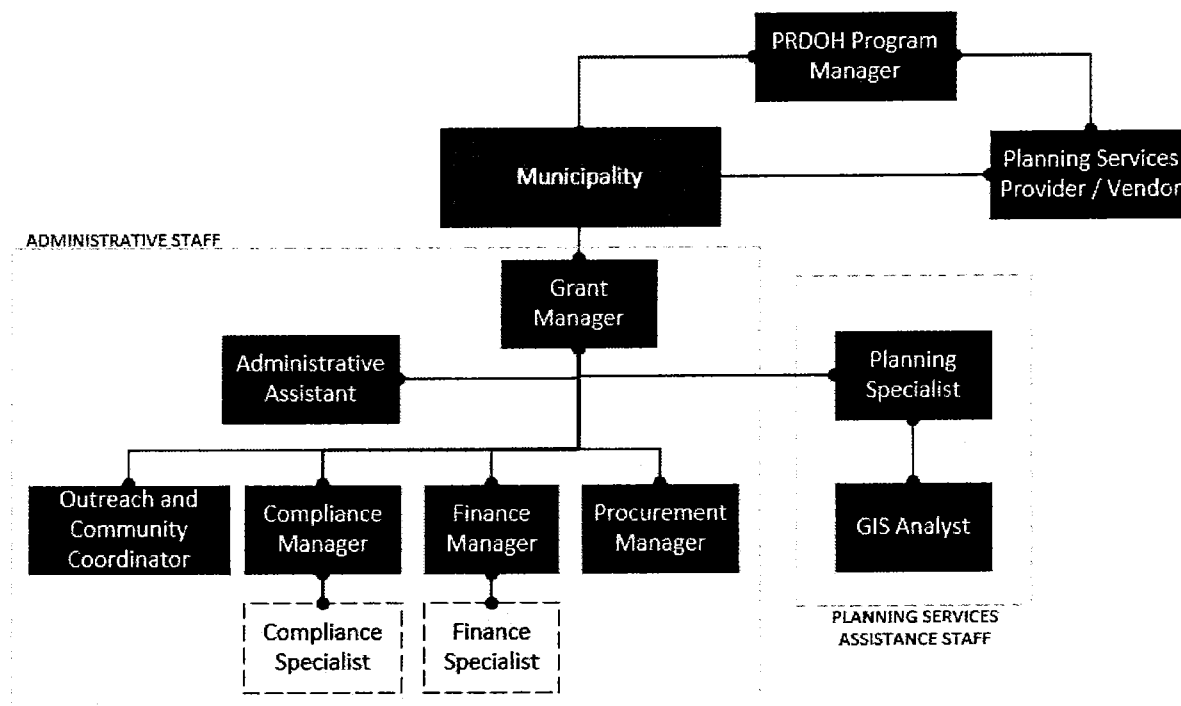 PRDOH Program
Manager
Municipality
Planning Services
Provider / Vendor
ADMINISTRATIVE STAFF
Grant
Manager
Administrative
Assistant
Planning
Specialist
Outreach and
Community
Coordinator
Compliance
Manager
Finance
Manager
Procurement
Manager
GIS Analyst
Compliance
Specialist
Finance
Specialist
PLANNING SERVICES
ASSISTANCE STAFF